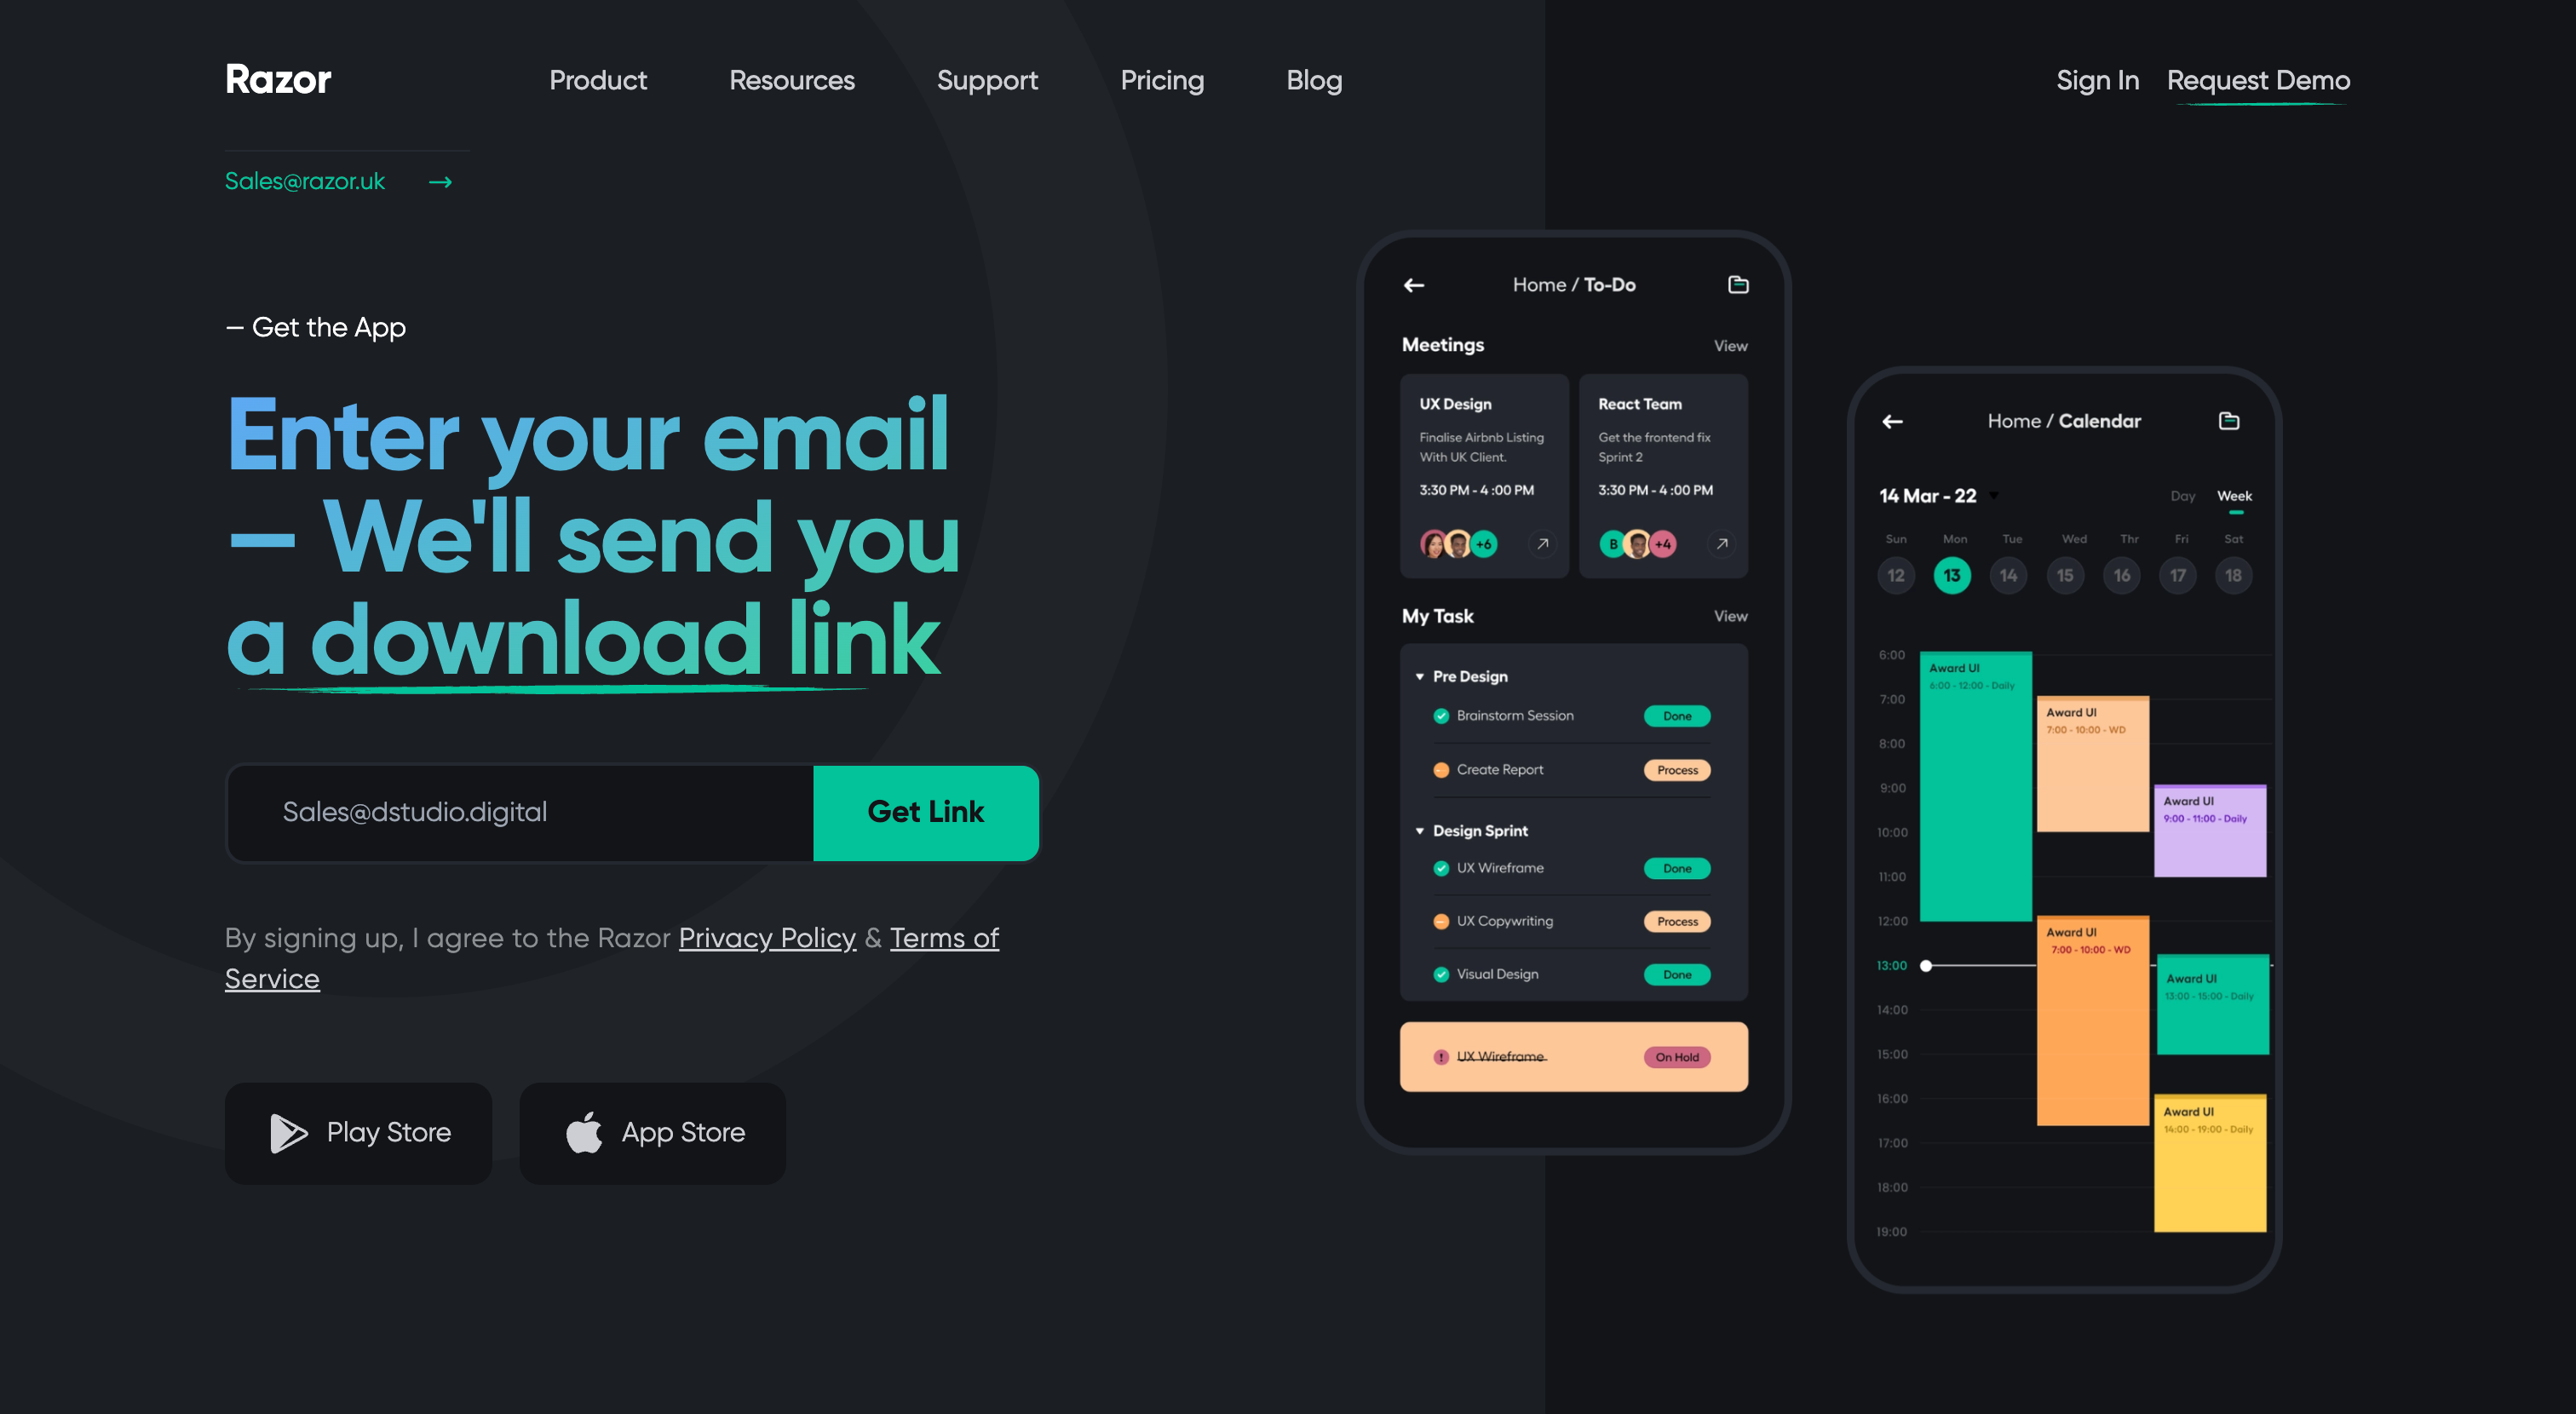 Razor
Product
Resources
Support
Pricing
Blog
Sign In
Request Demo
Sales@razor.uk
– Get the App
Enter your email
– We'll send you
a download link
Sales@dstudio.digital
Get Link
By signing up, I agree to the Razor Privacy Policy & Terms of
Service
Play Store
App Store
Home / To-Do
Meetings
View
UX Design
Finalise Airbnb Listing
With UK Client.
3:30 PM - 4 :00 PM
+6
React Team
Get the frontend fix
Sprint 2
3:30 PM - 4 :00 PM
B
+4
My Task
View
Pre Design
Brainstorm Session
Done
Create Report
Process
Design Sprint
UX Wireframe
Done
UX Copywriting
Process
Visual Design
Done
UX Wireframe
On Hold
Home / Calendar
14 Mar - 22
Day
Week
Sun Mon Tue Wed Thr Fri Sat
12 13 14 15 16 17 18
6:00
7:00
8:00
9:00
10:00
11:00
12:00
13:00
14:00
15:00
16:00
17:00
18:00
19:00
Award UI
6:00 - 12:00 - Daily
Award UI
7:00 - 10:00 - WD
Award UI
9:00 - 11:00 - Daily
Award UI
7:00 - 10:00 - WD
Award UI
13:00 - 15:00 - Daily
Award UI
14:00 - 19:00 - Daily